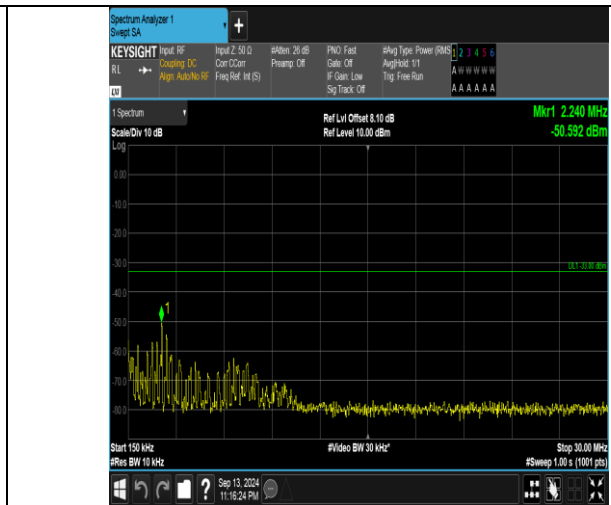 Spectrum Analyzer 1
Swept SA
+
KEYSIGHT
RL
Input: RF
Coupling: DC
Align: Auto/No RF
Input Z: 50 Ω
Corr CCorr
Freq Ref: Int (S)
#Atten: 26 dB
Preamp: Off
PNO: Fast
Gate: Off
IF Gain: Low
Sig Track: Off
#Avg Type: Power (RMS
Avg|Hold: 1/1
Trig: Free Run
1 2 3 4 5 6
A W W W W W
A A A A A A
1 Spectrum
Scale/Div 10 dB
Log
Ref Lvl Offset 8.10 dB
Ref Level 10.00 dBm
Mkr1 2.240 MHz
-50.592 dBm
0.00
-10.0
-20.0
-30.0
DL1 -33.00 dBm
-40.0
1
-50.0
-60.0
-70.0
-80.0
Start 150 kHz
#Res BW 10 kHz
#Video BW 30 kHz*
Stop 30.00 MHz
#Sweep 1.00 s (1001 pts)
?
Sep 13, 2024
11:16:24 PM